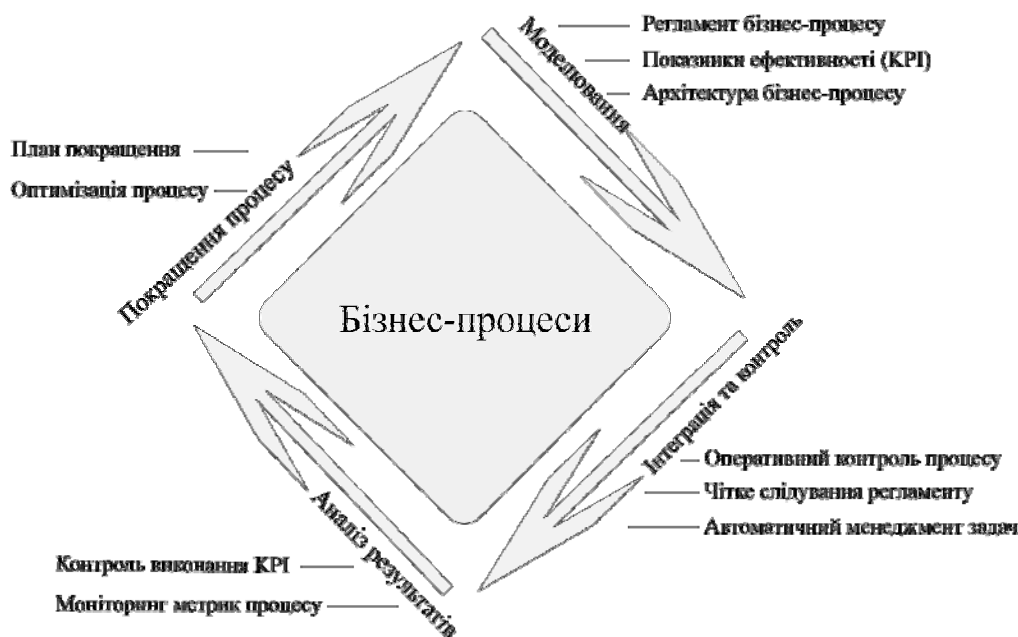 Моделювання
Регламент бізнес-процесу
Показники ефективності (KPI)
Архітектура бізнес-процесу
План покращення
Оптимізація процесу
Покращення процесу
Бізнес-процеси
Інтеграція та контроль
Оперативний контроль процесу
Чітке слідування регламенту
Автоматичний менеджмент задач
Аналіз результатів
Контроль виконання KPI
Моніторинг метрик процесу